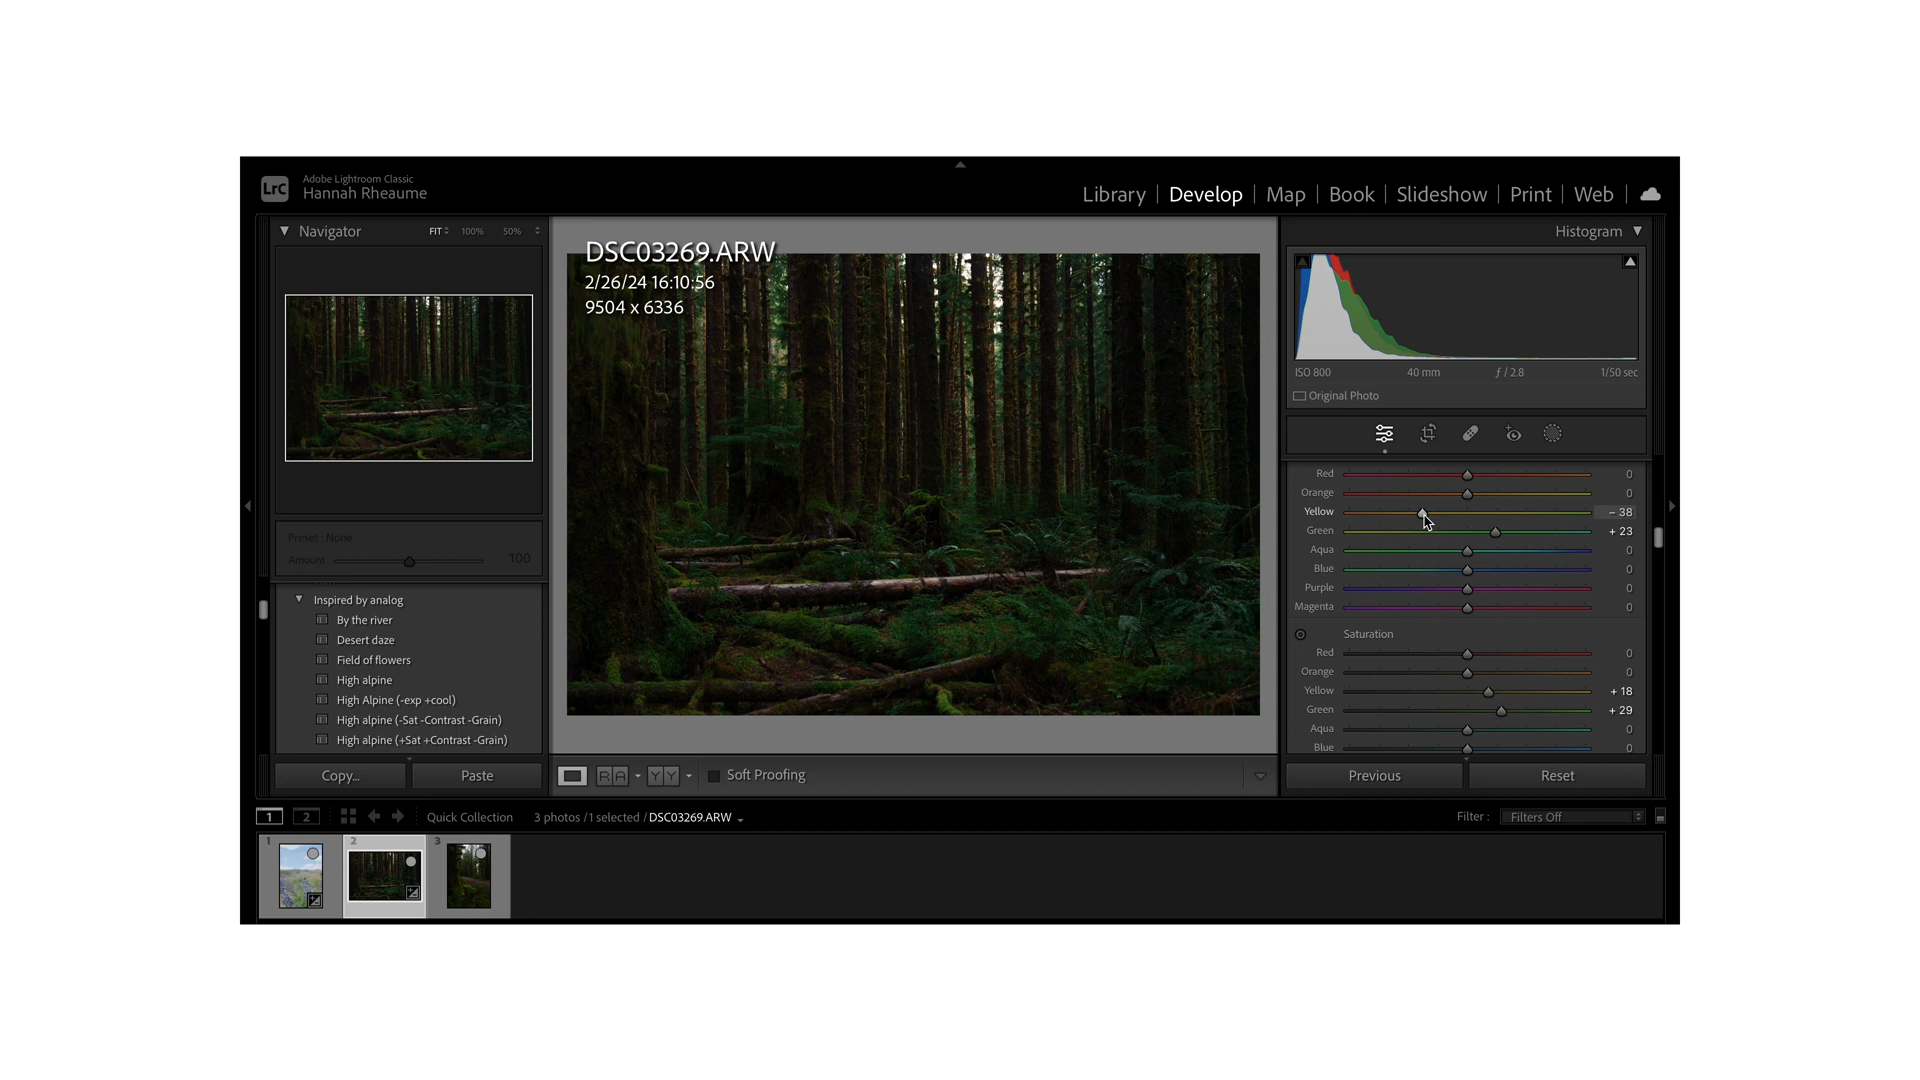 LrC
Adobe Lightroom Classic
Hannah Rheaume
Library | Develop | Map | Book | Slideshow | Print | Web
Navigator
FIT 100% 50%
Preset : None
Amount 100
Inspired by analog
By the river
Desert daze
Field of flowers
High alpine
High Alpine (-exp +cool)
High alpine (-Sat -Contrast -Grain)
High alpine (+Sat +Contrast -Grain)
Copy...
Paste
DSC03269.ARW
2/26/24 16:10:56
9504 x 6336
RA
YY
Soft Proofing
Histogram
ISO 800 40 mm ƒ / 2.8 1/50 sec
Original Photo
Red 0
Orange 0
Yellow – 38
Green + 23
Aqua 0
Blue 0
Purple 0
Magenta 0
Saturation
Red 0
Orange 0
Yellow + 18
Green + 29
Aqua 0
Blue 0
Previous
Reset
1 2
Quick Collection
3 photos / 1 selected / DSC03269.ARW
Filter : Filters Off
1
2
3